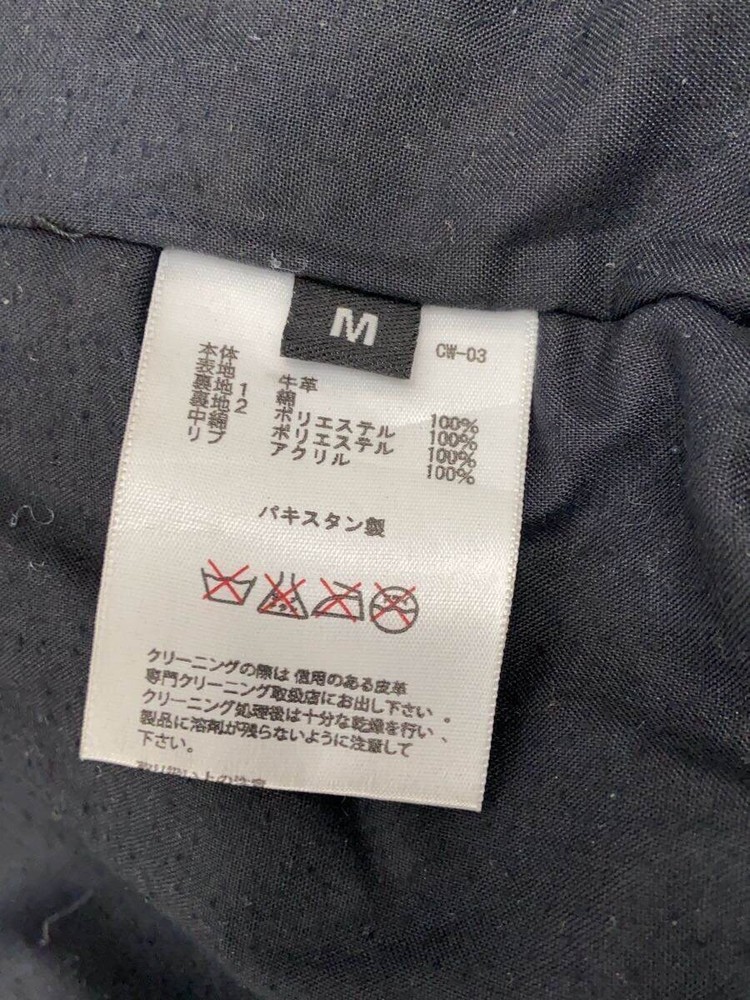 M
CW-03
本体
表地 牛革
裏地1 綿 100%
裏地2 ポリエステル 100%
中綿 ポリエステル 100%
リブ アクリル 100%
パキスタン製
クリーニングの際は 信用のある皮革
専門クリーニング取扱店にお出し下さい。
クリーニング処理後は十分な乾燥を行い、
製品に溶剤が残らないように注意して
下さい。